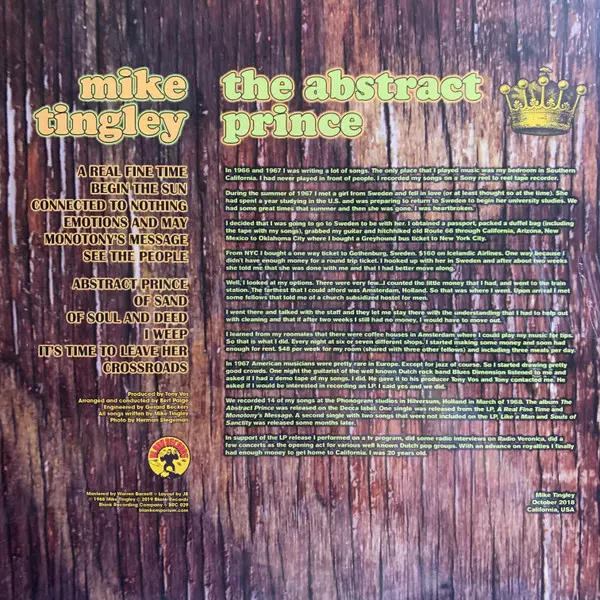 mike
tingley
the abstract
prince
A REAL FINE TIME
BEGIN THE SUN
CONNECTED TO NOTHING
EMOTIONS AND MAY
MONOTONY'S MESSAGE
SEE THE PEOPLE
ABSTRACT PRINCE
OF SAND
OF SOUL AND DEED
I WEEP
IT'S TIME TO LEAVE HER
CROSSROADS
Produced by Tony Vos
Arranged and conducted by Bert Paige
Engineered by Gerard Beckers
All songs written by Mike Tingley
Photo by Herman Stegeman
Mastered by Warren Barnett • Layout by JB
© 1968 Mike Tingley © 2019 Blank Records
Blank Recording Company • BRC 029
blankemporium.com
In 1966 and 1967 I was writing a lot of songs. The only place that I played music was my bedroom in Southern
California. I had never played in front of people. I recorded my songs on a Sony reel to reel tape recorder.
During the summer of 1967 I met a girl from Sweden and fell in love (or at least thought so at the time). She
had spent a year studying in the U.S. and was preparing to return to Sweden to begin her university studies. We
had some great times that summer and then she was gone. I was heartbroken.
I decided that I was going to go to Sweden to be with her. I obtained a passport, packed a duffel bag (including
the tape with my songs), grabbed my guitar and hitchhiked old Route 66 through California, Arizona, New
Mexico to Oklahoma City where I bought a Greyhound bus ticket to New York City.
From NYC I bought a one way ticket to Gothenburg, Sweden. $160 on Icelandic Airlines. One way because I
didn't have enough money for a round trip ticket. I hooked up with her in Sweden and after about two weeks
she told me that she was done with me and that I had better move along.
Well, I looked at my options. There were very few...I counted the little money that I had, and went to the train
station. The farthest that I could afford was Amsterdam, Holland. So that was where I went. Upon arrival I met
some fellows that told me of a church subsidized hostel for men.
I went there and talked with the staff and they let me stay there with the understanding that I had to help out
with cleaning and that if after two weeks I still had no money, I would have to move out.
I learned from my roomates that there were coffee houses in Amsterdam where I could play my music for tips.
So that is what I did. Every night at six or seven different shops. I started making some money and soon had
enough for rent. $48 per week for my room (shared with three other fellows) and including three meals per day.
In 1967 American musicians were pretty rare in Europe. Except for jazz of course. So I started drawing pretty
good crowds. One night the guitarist of the well known Dutch rock band Blues Dimension listened to me and
asked if I had a demo tape of my songs. I did. He gave it to his producer Tony Vos and Tony contacted me. He
asked if I would be interested in recording an LP. I said yes and we did.
We recorded 14 of my songs at the Phonogram studios in Hilversum, Holland in March of 1968. The album The
Abstract Prince was released on the Decca label. One single was released from the LP, A Real Fine Time and
Monotony's Message. A second single with two songs that were not included on the LP, Like a Man and Souls of
Sanctity was released some months later.
In support of the LP release I performed on a tv program, did some radio interviews on Radio Veronica, did a
few concerts as the opening act for various well known Dutch pop groups. With an advance on royalties I finally
had enough money to get home to California. I was 20 years old.
Mike Tingley
October 2018
California, USA